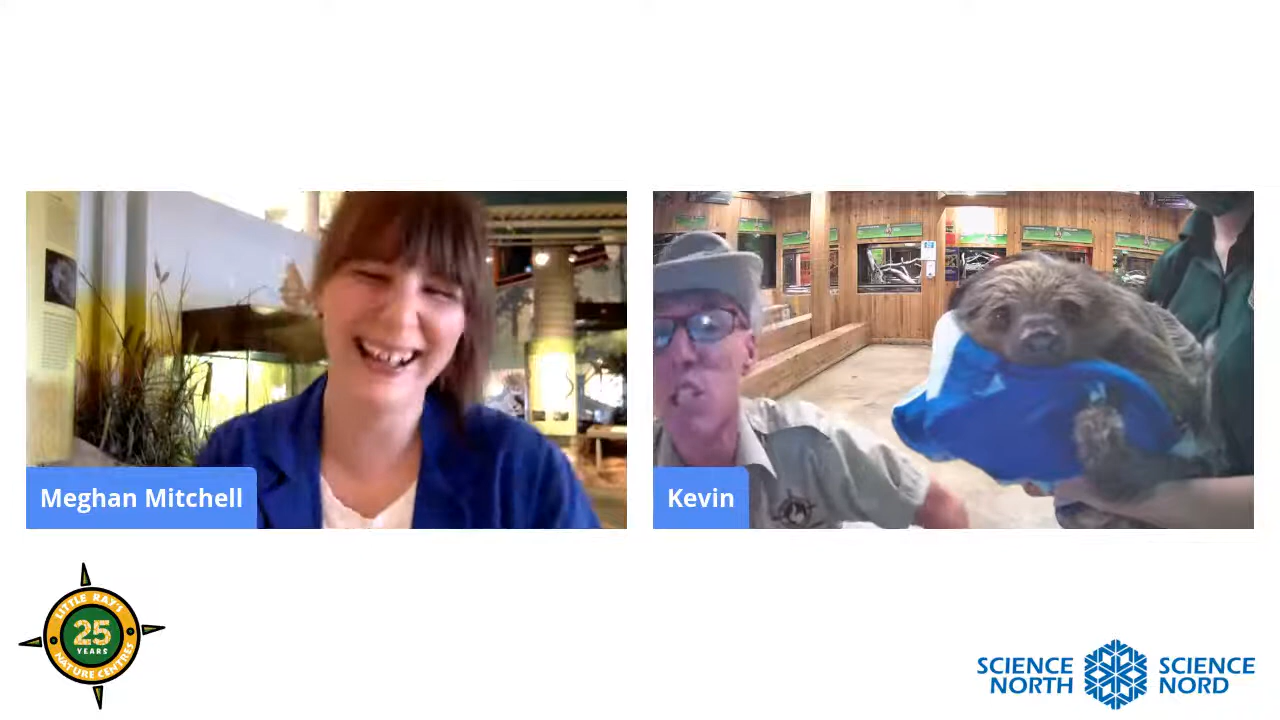 Meghan Mitchell
Kevin
LITTLE RAY'S
25
YEARS
NATURE CENTRES
SCIENCE
NORTH
SCIENCE
NORD